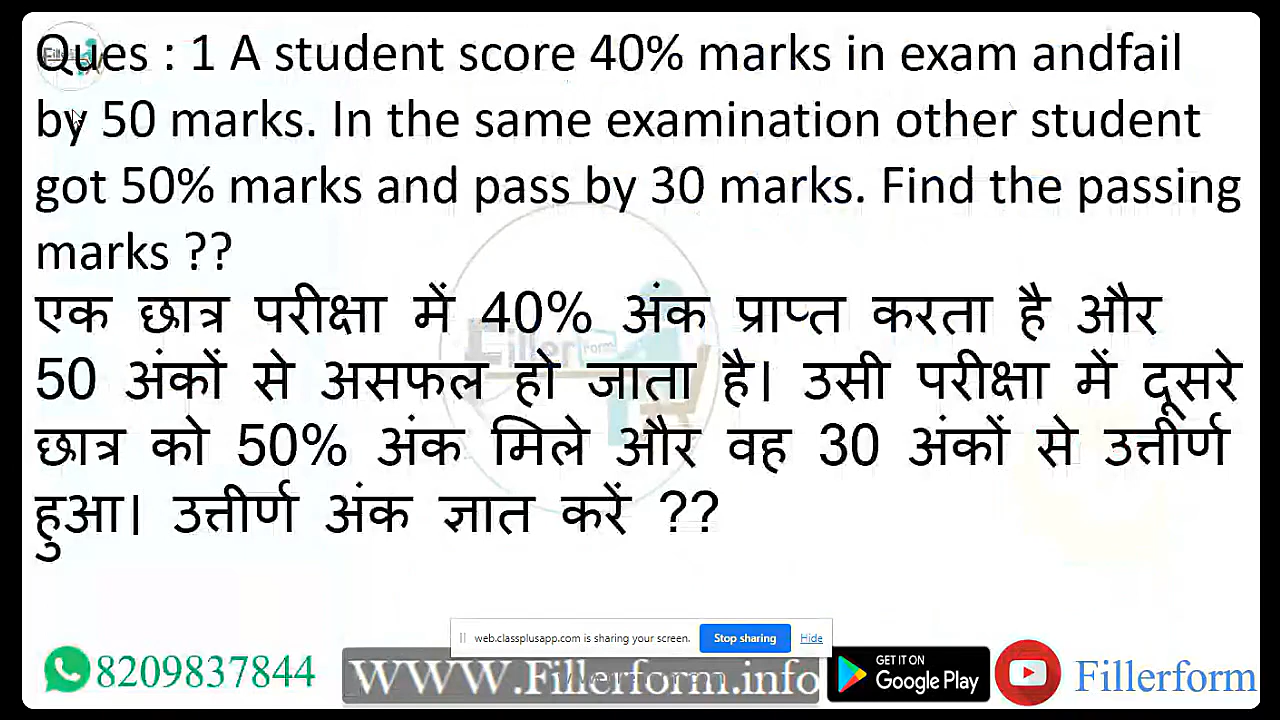 Ques : 1 A student score 40% marks in exam andfail
by 50 marks. In the same examination other student
got 50% marks and pass by 30 marks. Find the passing
marks ??
एक छात्र परीक्षा में 40% अंक प्राप्त करता है और
50 अंकों से असफल हो जाता है। उसी परीक्षा में दूसरे
छात्र को 50% अंक मिले और वह 30 अंकों से उत्तीर्ण
हुआ। उत्तीर्ण अंक ज्ञात करें ??
Filler form
web.classplusapp.com is sharing your screen. Stop sharing Hide
8209837844 WWW.Fillerform.info GET IT ON Google Play Fillerform